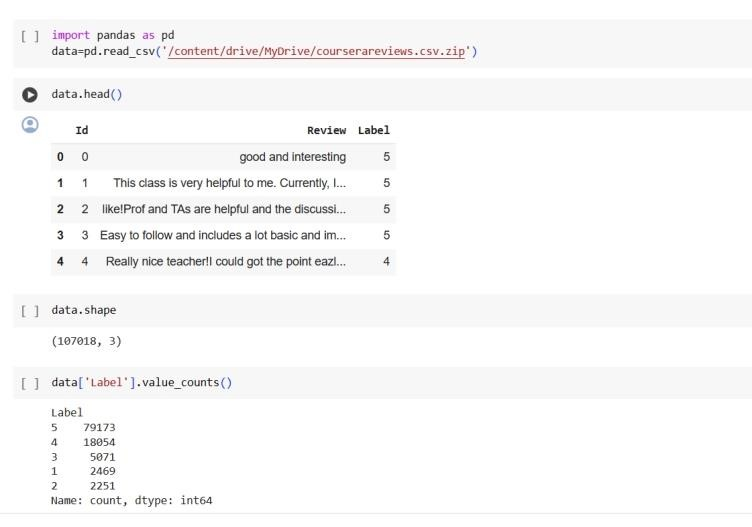 [ ] import pandas as pd
data=pd.read_csv('/content/drive/MyDrive/courserareviews.csv.zip')
data.head()
Id Review Label
0 0 good and interesting 5
1 1 This class is very helpful to me. Currently, I... 5
2 2 like!Prof and TAs are helpful and the discussi... 5
3 3 Easy to follow and includes a lot basic and im... 5
4 4 Really nice teacher!I could got the point eazl... 4
[ ] data.shape
(107018, 3)
[ ] data['Label'].value_counts()
Label
5 79173
4 18054
3 5071
1 2469
2 2251
Name: count, dtype: int64